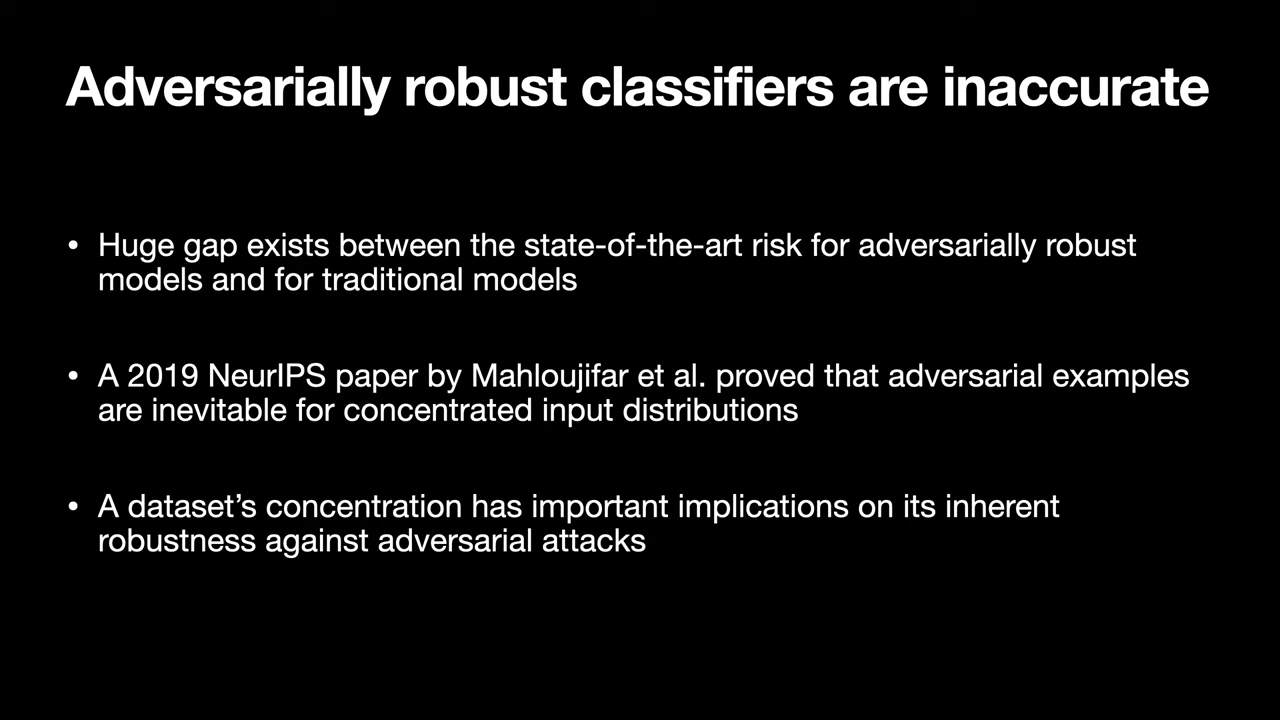 Adversarially robust classifiers are inaccurate
• Huge gap exists between the state-of-the-art risk for adversarially robust
models and for traditional models
• A 2019 NeurIPS paper by Mahloujifar et al. proved that adversarial examples
are inevitable for concentrated input distributions
• A dataset’s concentration has important implications on its inherent
robustness against adversarial attacks